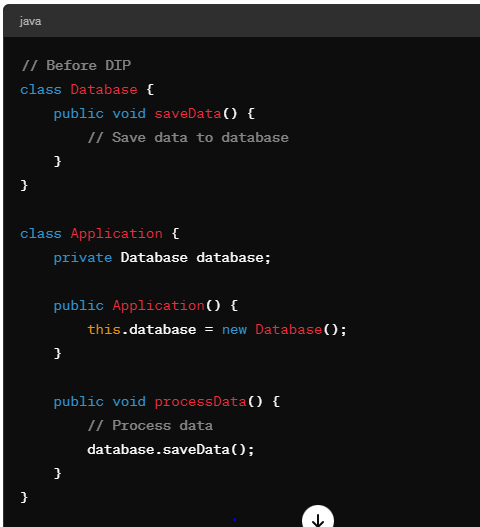 java
// Before DIP
class Database {
    public void saveData() {
        // Save data to database
    }
}
class Application {
    private Database database;
    public Application() {
        this.database = new Database();
    }
    public void processData() {
        // Process data
        database.saveData();
    }
}